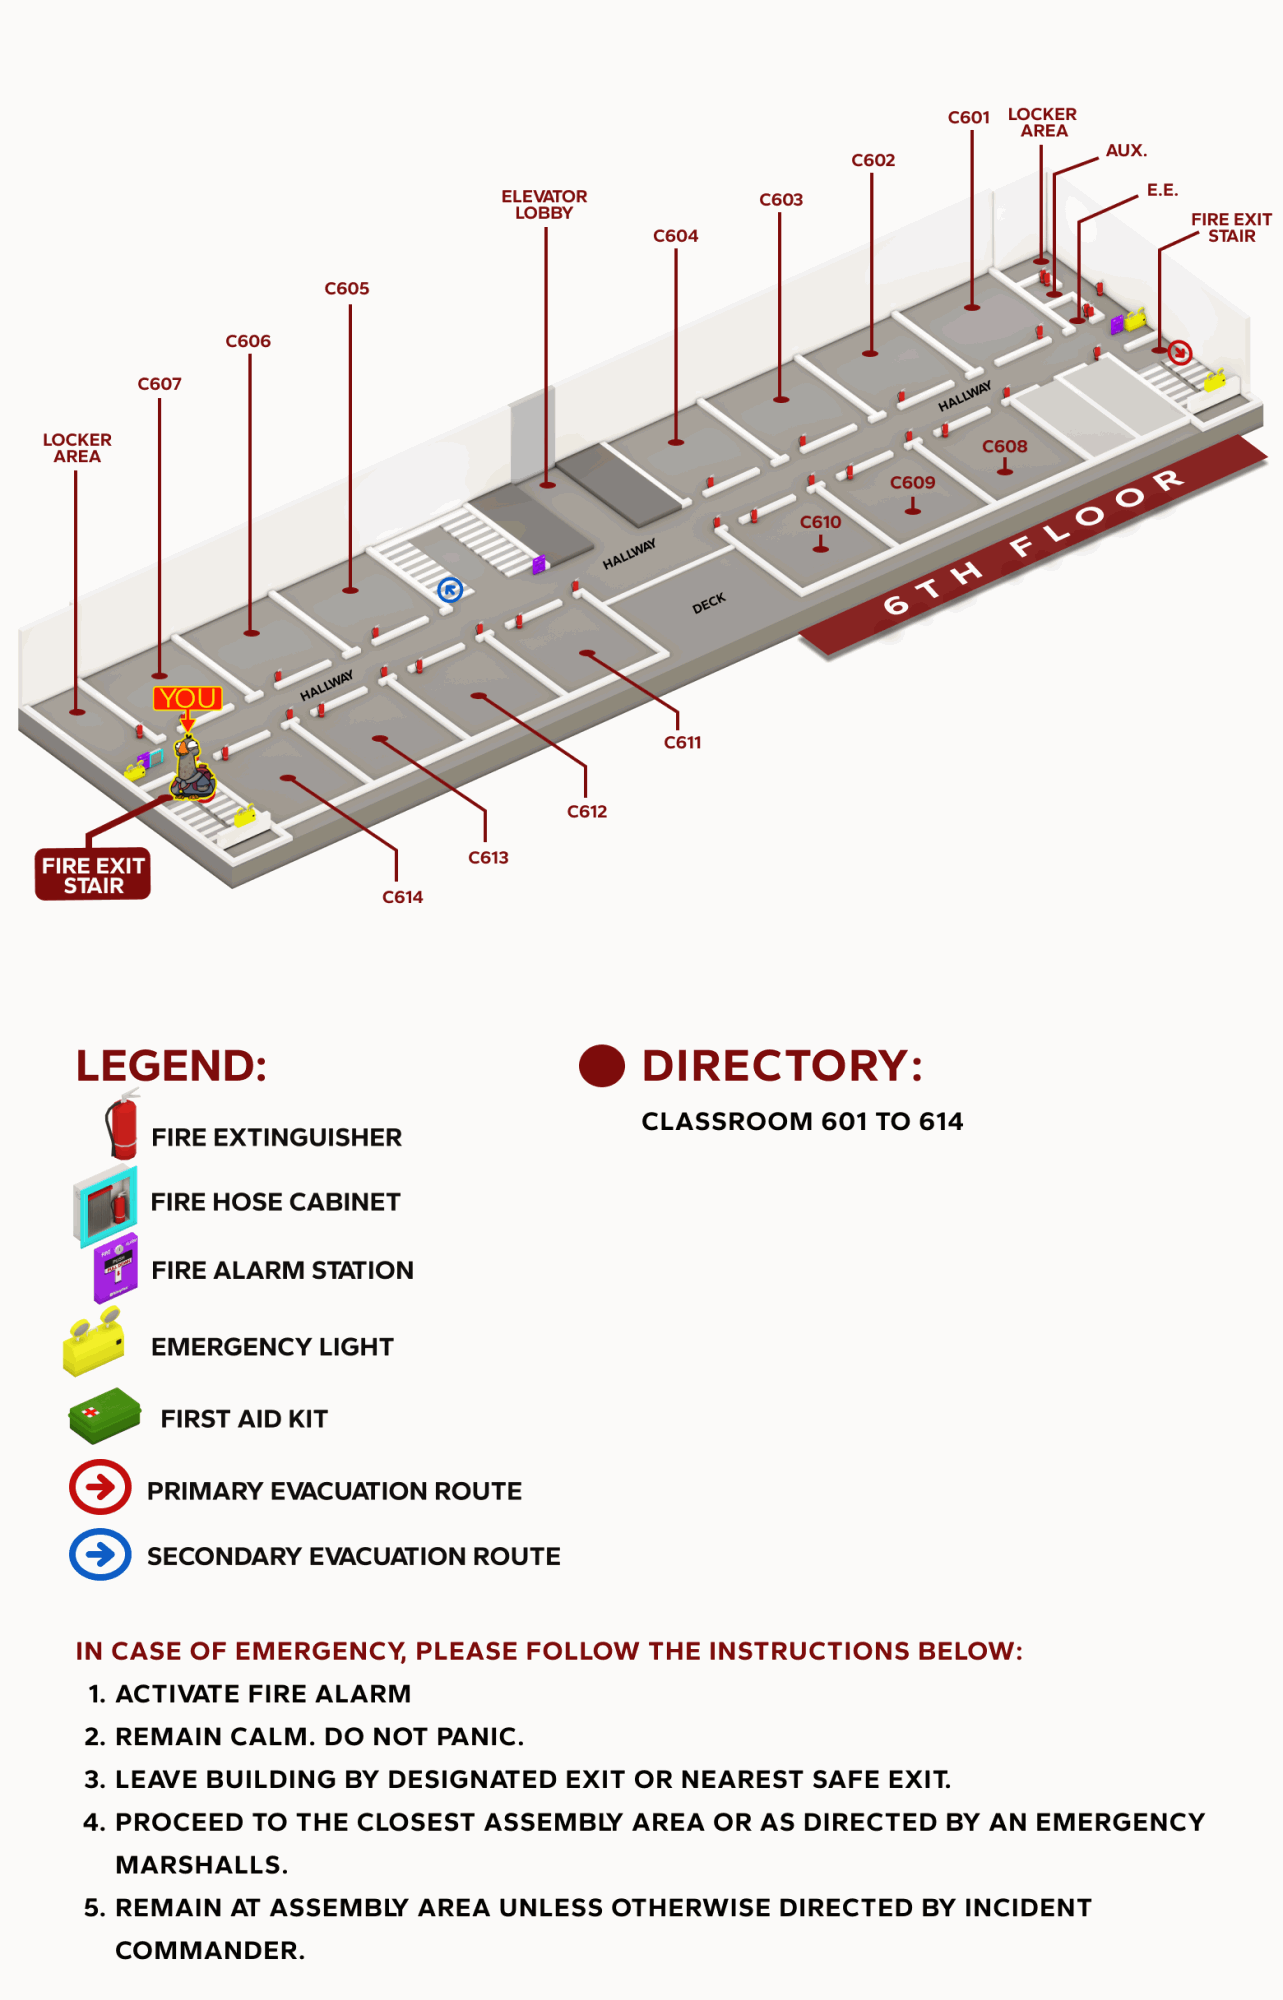 C601
LOCKER
AREA
AUX.
C602
E.E.
C603
ELEVATOR
LOBBY
FIRE EXIT
STAIR
C604
C605
C606
C607
LOCKER
AREA
HALLWAY
C608
C609
C610
6TH FLOOR
HALLWAY
DECK
HALLWAY
YOU
C611
C612
C613
FIRE EXIT
STAIR
C614
LEGEND:
FIRE EXTINGUISHER
FIRE HOSE CABINET
FIRE ALARM STATION
EMERGENCY LIGHT
FIRST AID KIT
PRIMARY EVACUATION ROUTE
SECONDARY EVACUATION ROUTE
DIRECTORY:
CLASSROOM 601 TO 614
IN CASE OF EMERGENCY, PLEASE FOLLOW THE INSTRUCTIONS BELOW:
1. ACTIVATE FIRE ALARM
2. REMAIN CALM. DO NOT PANIC.
3. LEAVE BUILDING BY DESIGNATED EXIT OR NEAREST SAFE EXIT.
4. PROCEED TO THE CLOSEST ASSEMBLY AREA OR AS DIRECTED BY AN EMERGENCY
MARSHALLS.
5. REMAIN AT ASSEMBLY AREA UNLESS OTHERWISE DIRECTED BY INCIDENT
COMMANDER.